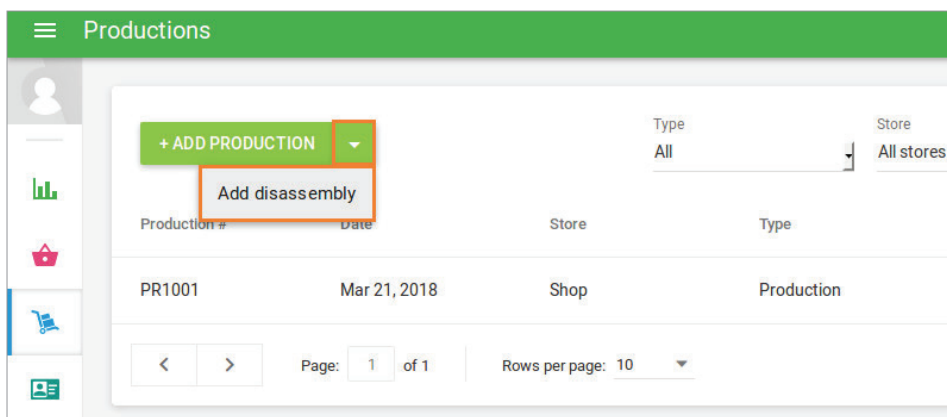 Productions
+ ADD PRODUCTION
Type
Store
All
All stores
Add disassembly
Production # Date Store Type
PR1001 Mar 21, 2018 Shop Production
Page: 1 of 1 Rows per page: 10